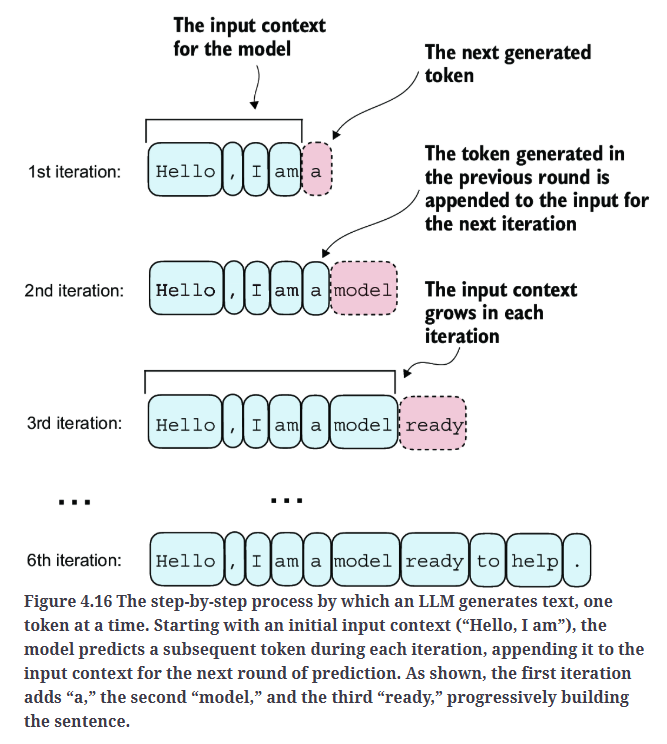 The input context
for the model
The next generated
token
1st iteration: Hello , I am a
The token generated in
the previous round is
appended to the input for
the next iteration
2nd iteration: Hello , I am a model
The input context
grows in each
iteration
3rd iteration: Hello , I am a model ready
... ...
6th iteration: Hello , I am a model ready to help .
Figure 4.16 The step-by-step process by which an LLM generates text, one
token at a time. Starting with an initial input context (“Hello, I am”), the
model predicts a subsequent token during each iteration, appending it to the
input context for the next round of prediction. As shown, the first iteration
adds “a,” the second “model,” and the third “ready,” progressively building
the sentence.